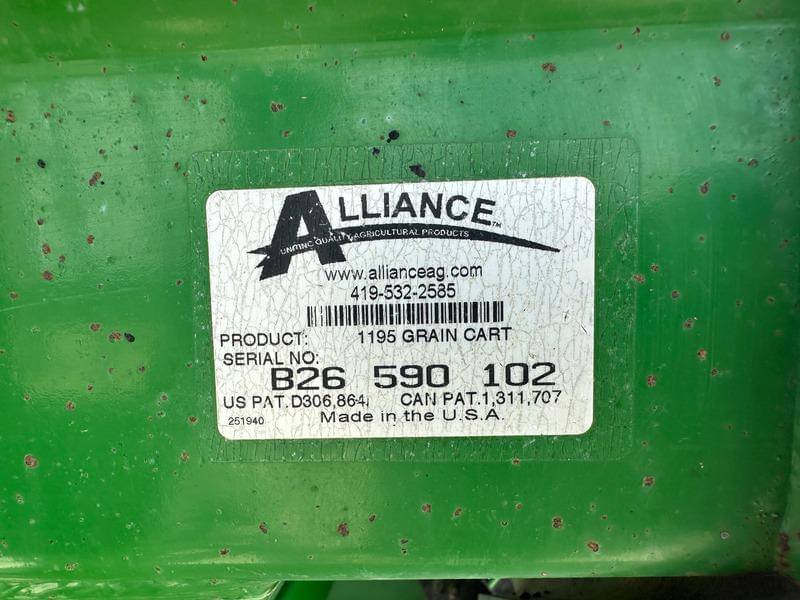 ALLIANCE™
UNITING QUALITY AGRICULTURAL PRODUCTS
www.allianceag.com
419-532-2585
PRODUCT: 1195 GRAIN CART
SERIAL NO:
B26 590 102
US PAT.D306,864, CAN PAT.1,311,707
Made in the U.S.A.
251940